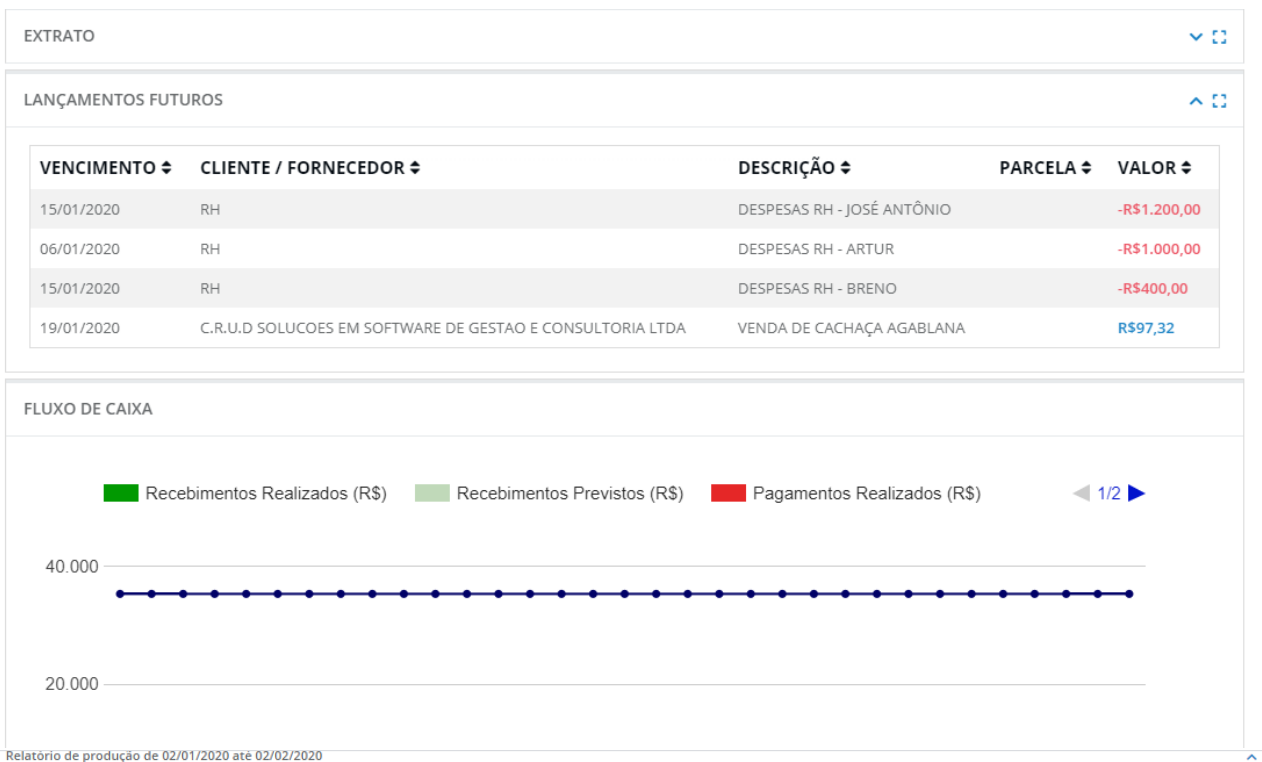 EXTRATO
LANÇAMENTOS FUTUROS
VENCIMENTO CLIENTE / FORNECEDOR DESCRIÇÃO PARCELA VALOR
15/01/2020 RH DESPESAS RH - JOSÉ ANTÔNIO -R$1.200,00
06/01/2020 RH DESPESAS RH - ARTUR -R$1.000,00
15/01/2020 RH DESPESAS RH - BRENO -R$400,00
19/01/2020 C.R.U.D SOLUCOES EM SOFTWARE DE GESTAO E CONSULTORIA LTDA VENDA DE CACHAÇA AGABLANA R$97,32
FLUXO DE CAIXA
Recebimentos Realizados (R$) Recebimentos Previstos (R$) Pagamentos Realizados (R$) 1/2
40.000
20.000
Relatório de produção de 02/01/2020 até 02/02/2020